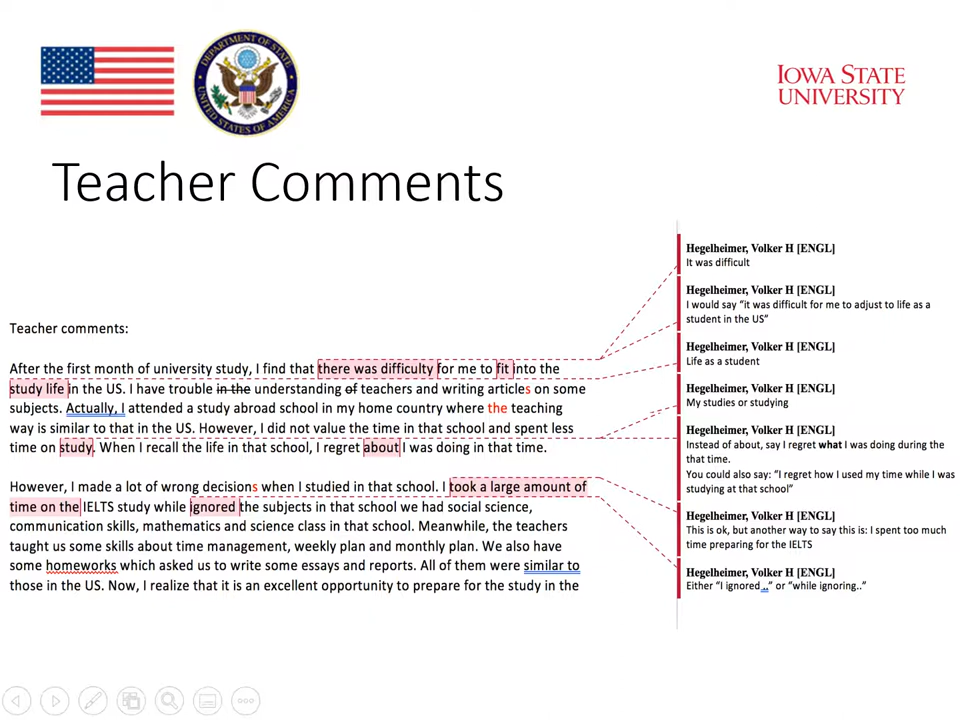 DEPARTMENT OF STATE
UNITED STATES OF AMERICA
IOWA STATE
UNIVERSITY
Teacher Comments
Teacher comments:
After the first month of university study, I find that there was difficulty for me to fit into the
study life in the US. I have trouble in the understanding of teachers and writing articles on some
subjects. Actually, I attended a study abroad school in my home country where the teaching
way is similar to that in the US. However, I did not value the time in that school and spent less
time on study. When I recall the life in that school, I regret about I was doing in that time.
However, I made a lot of wrong decisions when I studied in that school. I took a large amount of
time on the IELTS study while ignored the subjects in that school we had social science,
communication skills, mathematics and science class in that school. Meanwhile, the teachers
taught us some skills about time management, weekly plan and monthly plan. We also have
some homeworks which asked us to write some essays and reports. All of them were similar to
those in the US. Now, I realize that it is an excellent opportunity to prepare for the study in the
Hegelheimer, Volker H [ENGL]
It was difficult
Hegelheimer, Volker H [ENGL]
I would say “it was difficult for me to adjust to life as a
student in the US”
Hegelheimer, Volker H [ENGL]
Life as a student
Hegelheimer, Volker H [ENGL]
My studies or studying
Hegelheimer, Volker H [ENGL]
Instead of about, say I regret what I was doing during the
that time.
You could also say: “I regret how I used my time while I was
studying at that school”
Hegelheimer, Volker H [ENGL]
This is ok, but another way to say this is: I spent too much
time preparing for the IELTS
Hegelheimer, Volker H [ENGL]
Either “I ignored ..” or “while ignoring..”